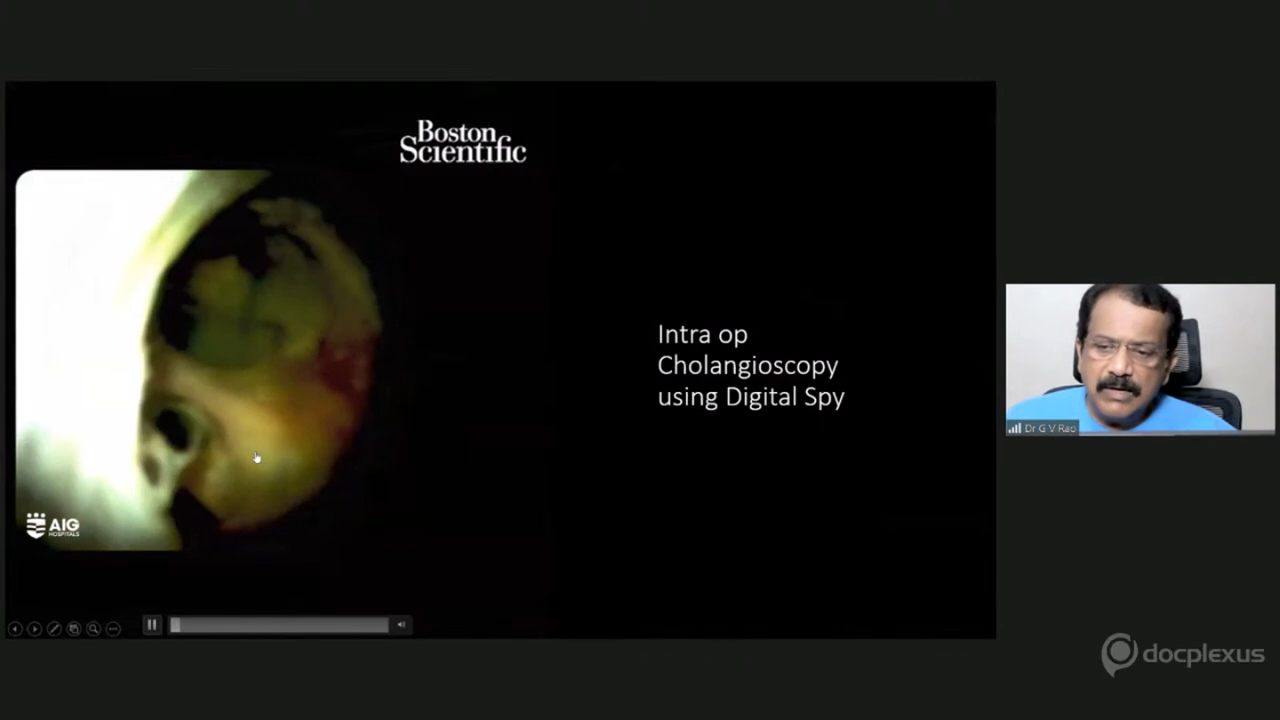 Boston
Scientific
Intra op
Cholangioscopy
using Digital Spy
AIG
HOSPITALS
Dr G V Rao
docplexus